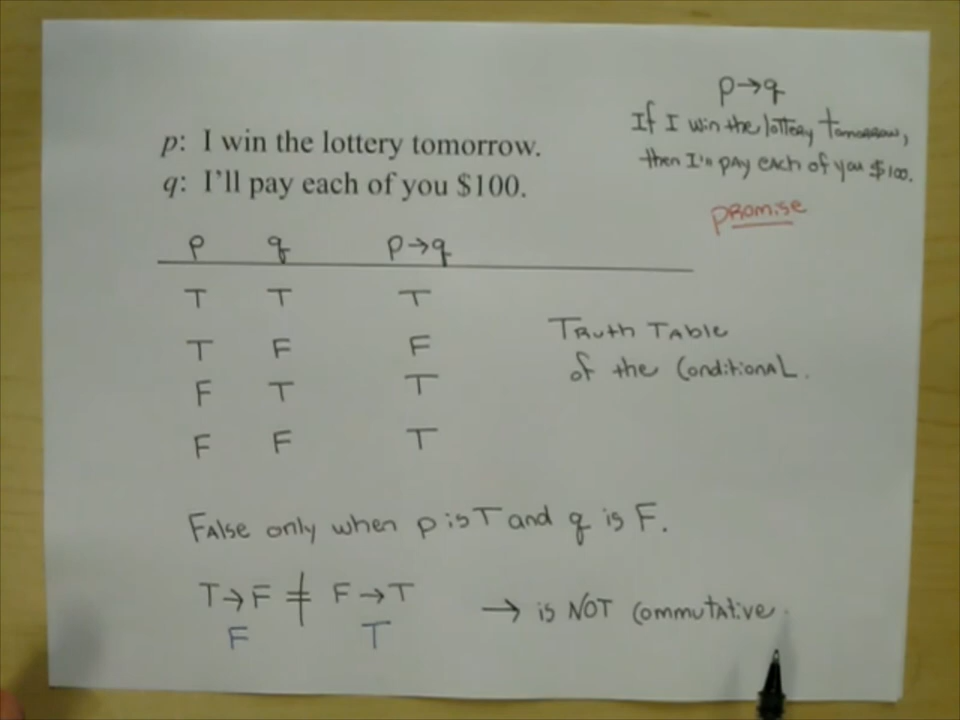 p→q
If I win the lottery tomorrow,
then I'll pay each of you $100.
promise
p: I win the lottery tomorrow.
q: I'll pay each of you $100.
p q p→q
T T T
T F F
F T T
F F T
Truth Table
of the Conditional.
False only when p is T and q is F.
T→F ≠ F→T → is NOT commutative.
F T